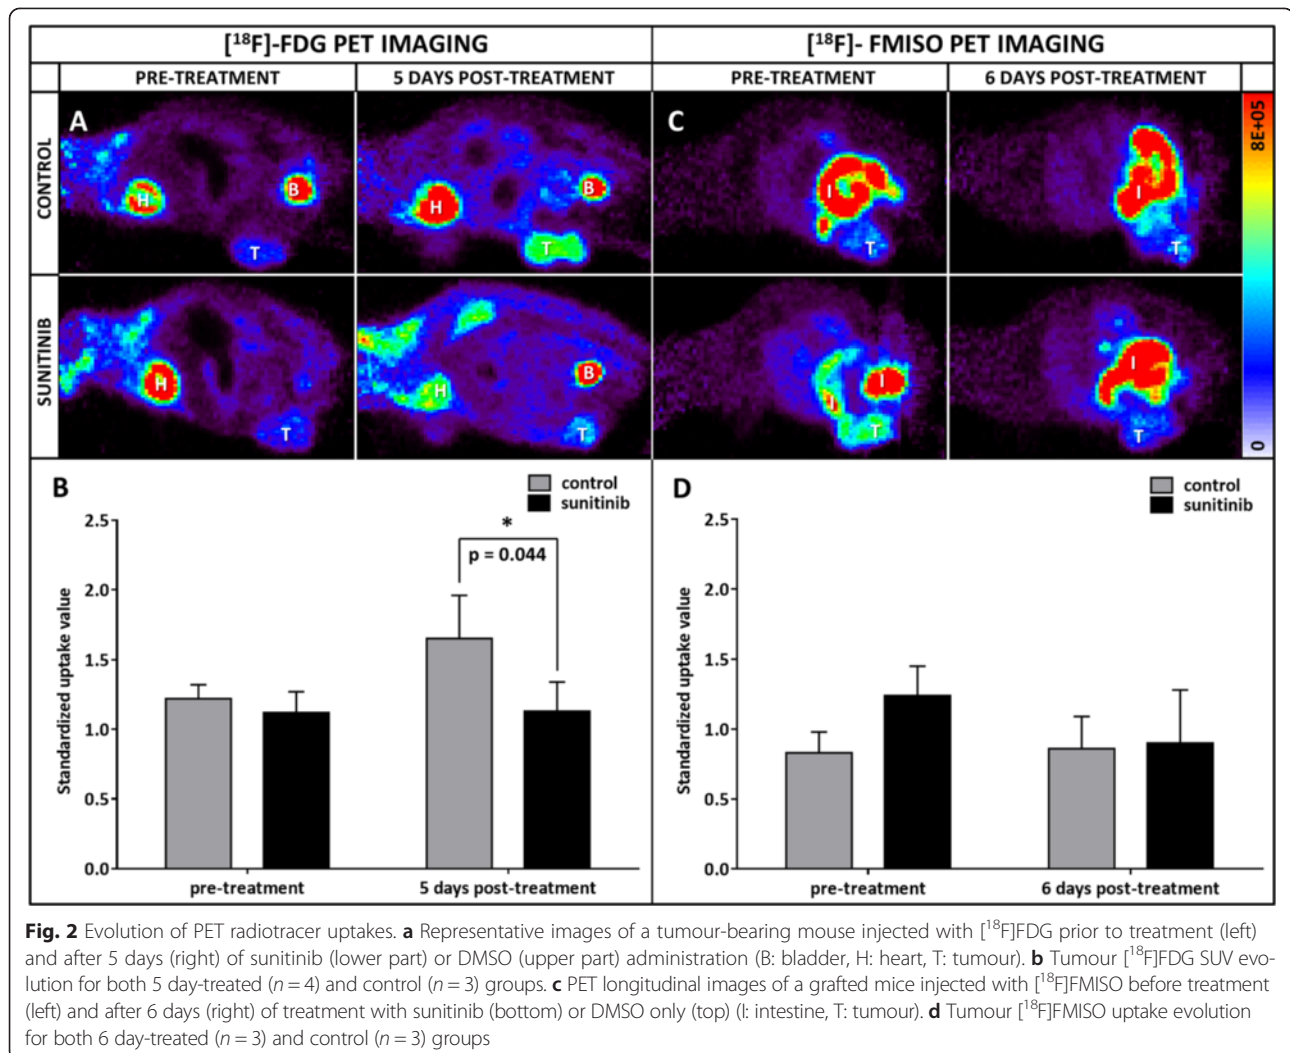 [¹⁸F]-FDG PET IMAGING
[¹⁸F]- FMISO PET IMAGING
PRE-TREATMENT
5 DAYS POST-TREATMENT
PRE-TREATMENT
6 DAYS POST-TREATMENT
CONTROL
A
H
B
T
H
B
T
C
I
T
I
T
8E+05
0
SUNITINIB
H
T
H
B
T
I
I
T
I
T
B
control
sunitinib
Standardized uptake value
2.5
2.0
1.5
1.0
0.5
0.0
*
p = 0.044
pre-treatment
5 days post-treatment
D
control
sunitinib
Standardized uptake value
2.5
2.0
1.5
1.0
0.5
0.0
pre-treatment
6 days post-treatment
Fig. 2 Evolution of PET radiotracer uptakes. a Representative images of a tumour-bearing mouse injected with [¹⁸F]FDG prior to treatment (left)
and after 5 days (right) of sunitinib (lower part) or DMSO (upper part) administration (B: bladder, H: heart, T: tumour). b Tumour [¹⁸F]FDG SUV evo-
lution for both 5 day-treated (n = 4) and control (n = 3) groups. c PET longitudinal images of a grafted mice injected with [¹⁸F]FMISO before treatment
(left) and after 6 days (right) of treatment with sunitinib (bottom) or DMSO only (top) (I: intestine, T: tumour). d Tumour [¹⁸F]FMISO uptake evolution
for both 6 day-treated (n = 3) and control (n = 3) groups